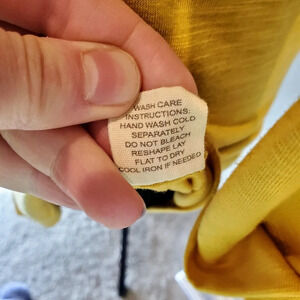 WASH CARE
INSTRUCTIONS:
HAND WASH COLD
SEPARATELY
DO NOT BLEACH
RESHAPE LAY
FLAT TO DRY
COOL IRON IF NEEDED